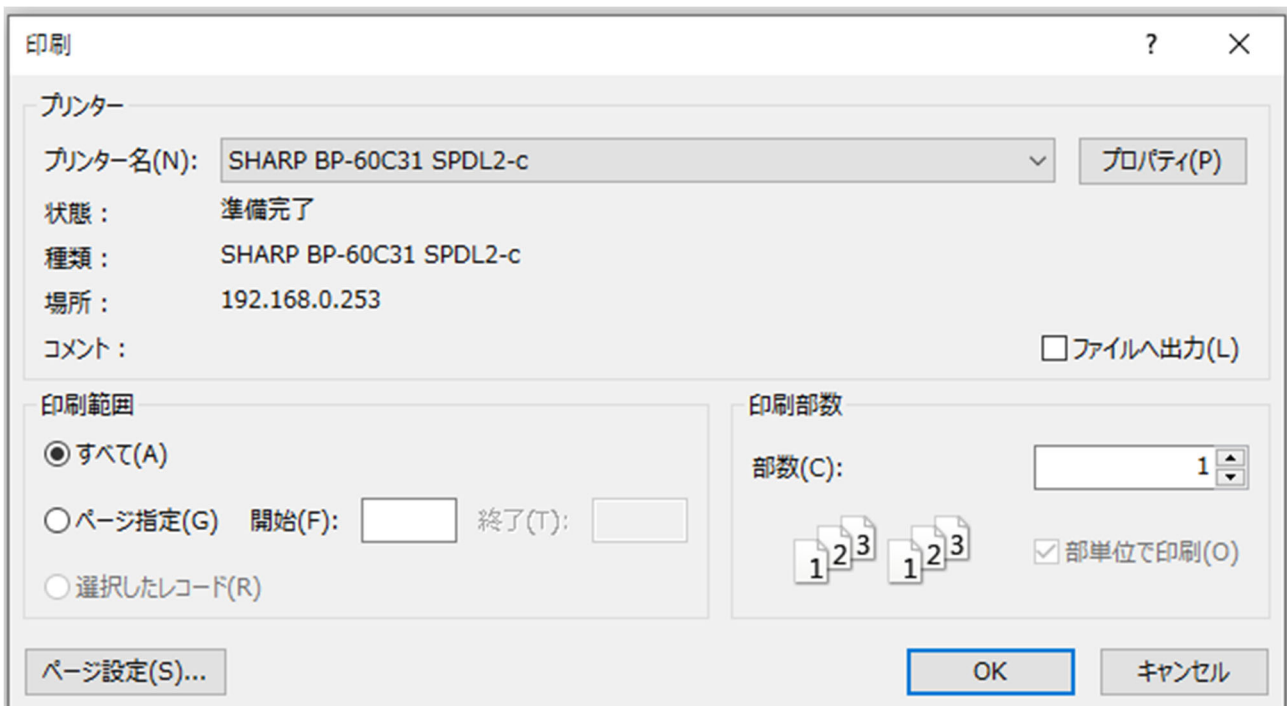 印刷
?
プリンター
プリンター名(N): SHARP BP-60C31 SPDL2-c プロパティ(P)
状態: 準備完了
種類: SHARP BP-60C31 SPDL2-c
場所: 192.168.0.253
コメント: ファイルへ出力(L)
印刷範囲
すべて(A)
ページ指定(G) 開始(F): 終了(T):
選択したレコード(R)
印刷部数
部数(C): 1
1 2 3 1 2 3 部単位で印刷(O)
ページ設定(S)... OK キャンセル